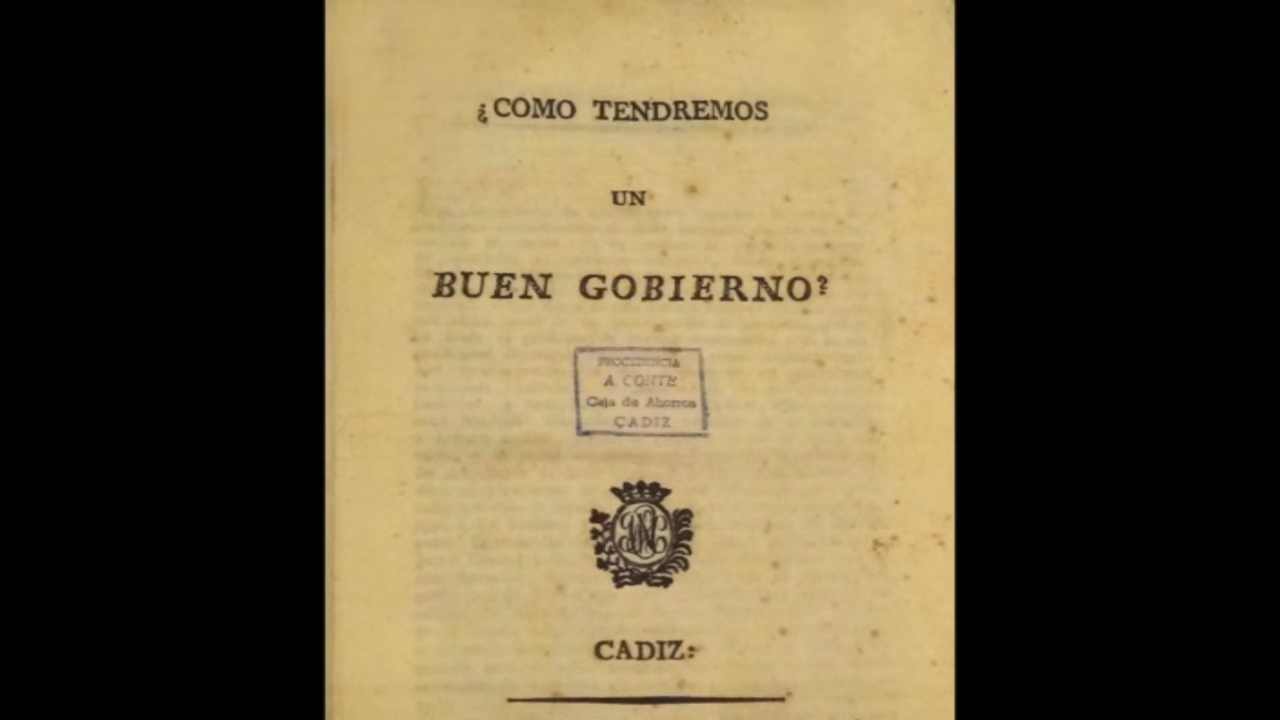 ¿COMO TENDREMOS
UN
BUEN GOBIERNO?
PROCEDENCIA
A. CONTE
Caja de Ahorros
CADIZ
CADIZ: